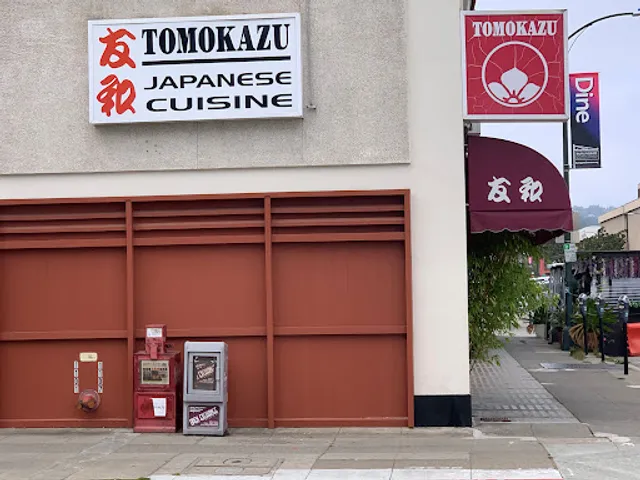 友和
TOMOKAZU
JAPANESE
CUISINE
TOMOKAZU
友和
Dine